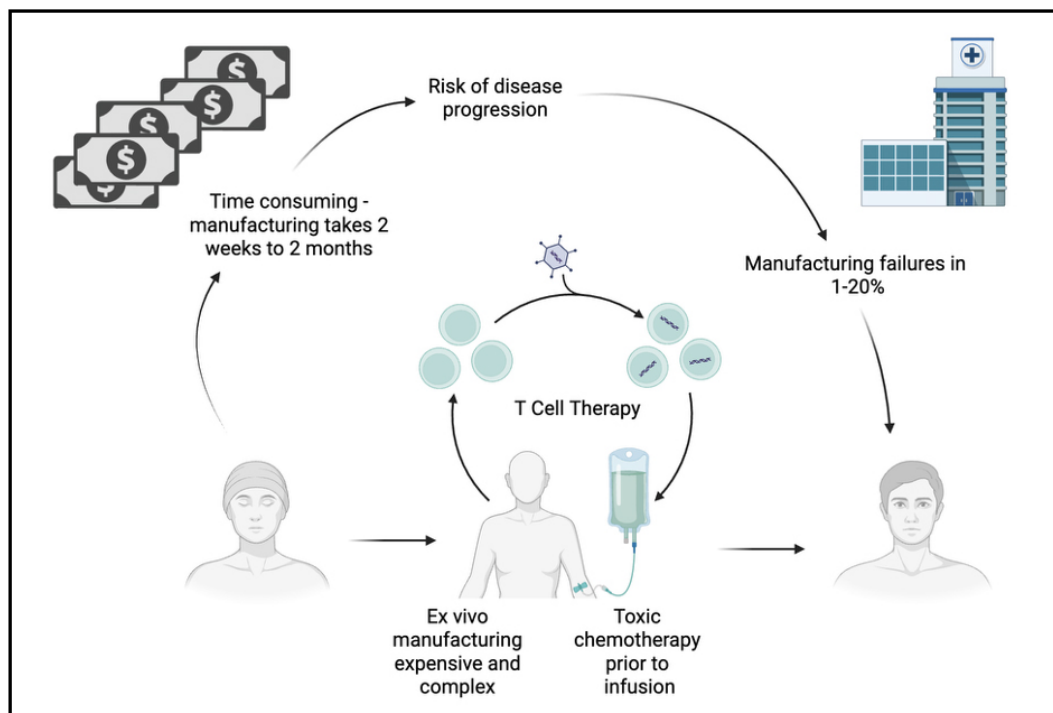 Risk of disease
progression
Time consuming -
manufacturing takes 2
weeks to 2 months
Manufacturing failures in
1-20%
T Cell Therapy
Ex vivo
manufacturing
expensive and
complex
Toxic
chemotherapy
prior to
infusion
$
$
$
$
$